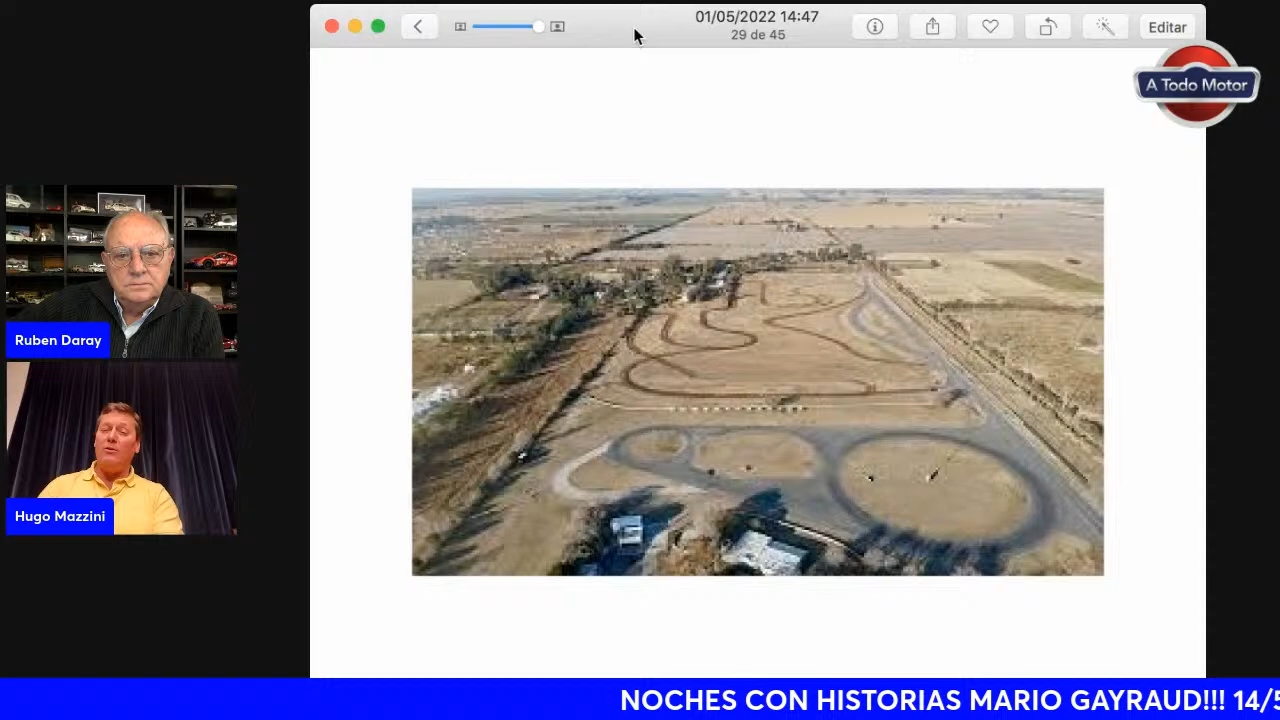 01/05/2022 14:47
29 de 45
Editar
A Todo Motor
Ruben Daray
Hugo Mazzini
NOCHES CON HISTORIAS MARIO GAYRAUD!!! 14/5